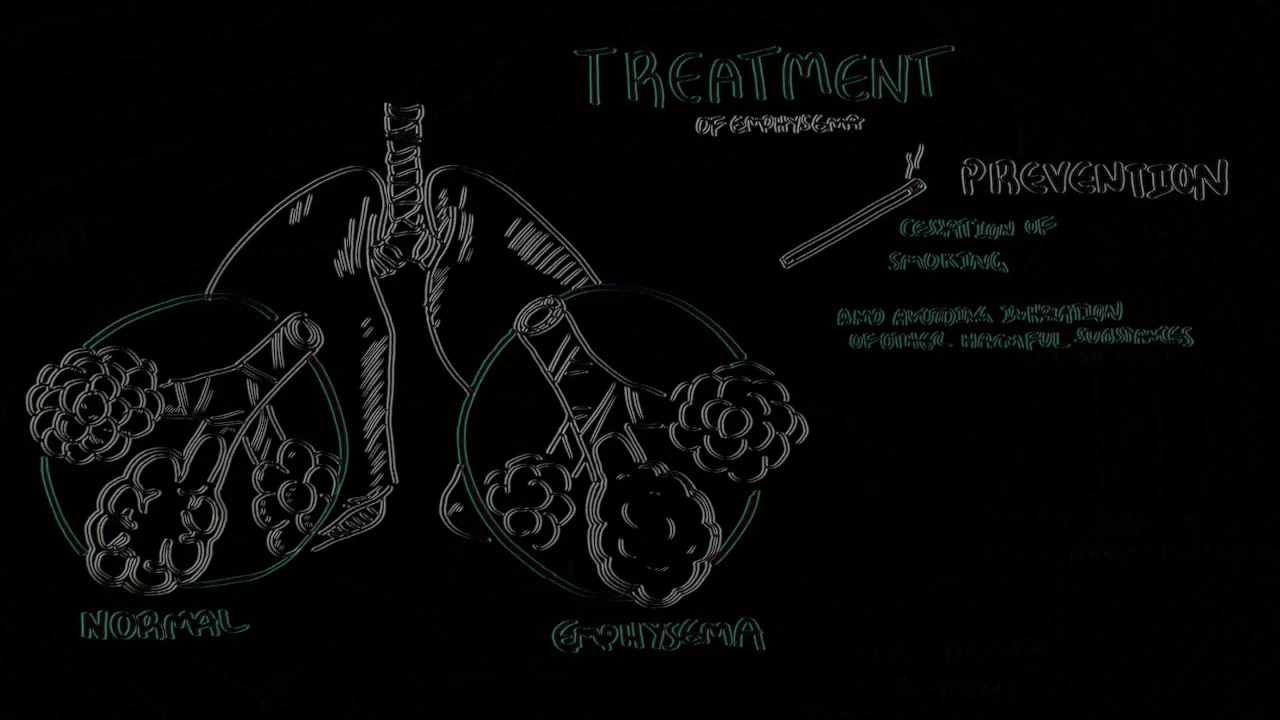 TREATMENT
OF EMPHYSEMA
PREVENTION
CESSATION OF
SMOKING
AND AVOIDING INHALATION
OF OTHER HARMFUL SUBSTANCES
NORMAL
EMPHYSEMA